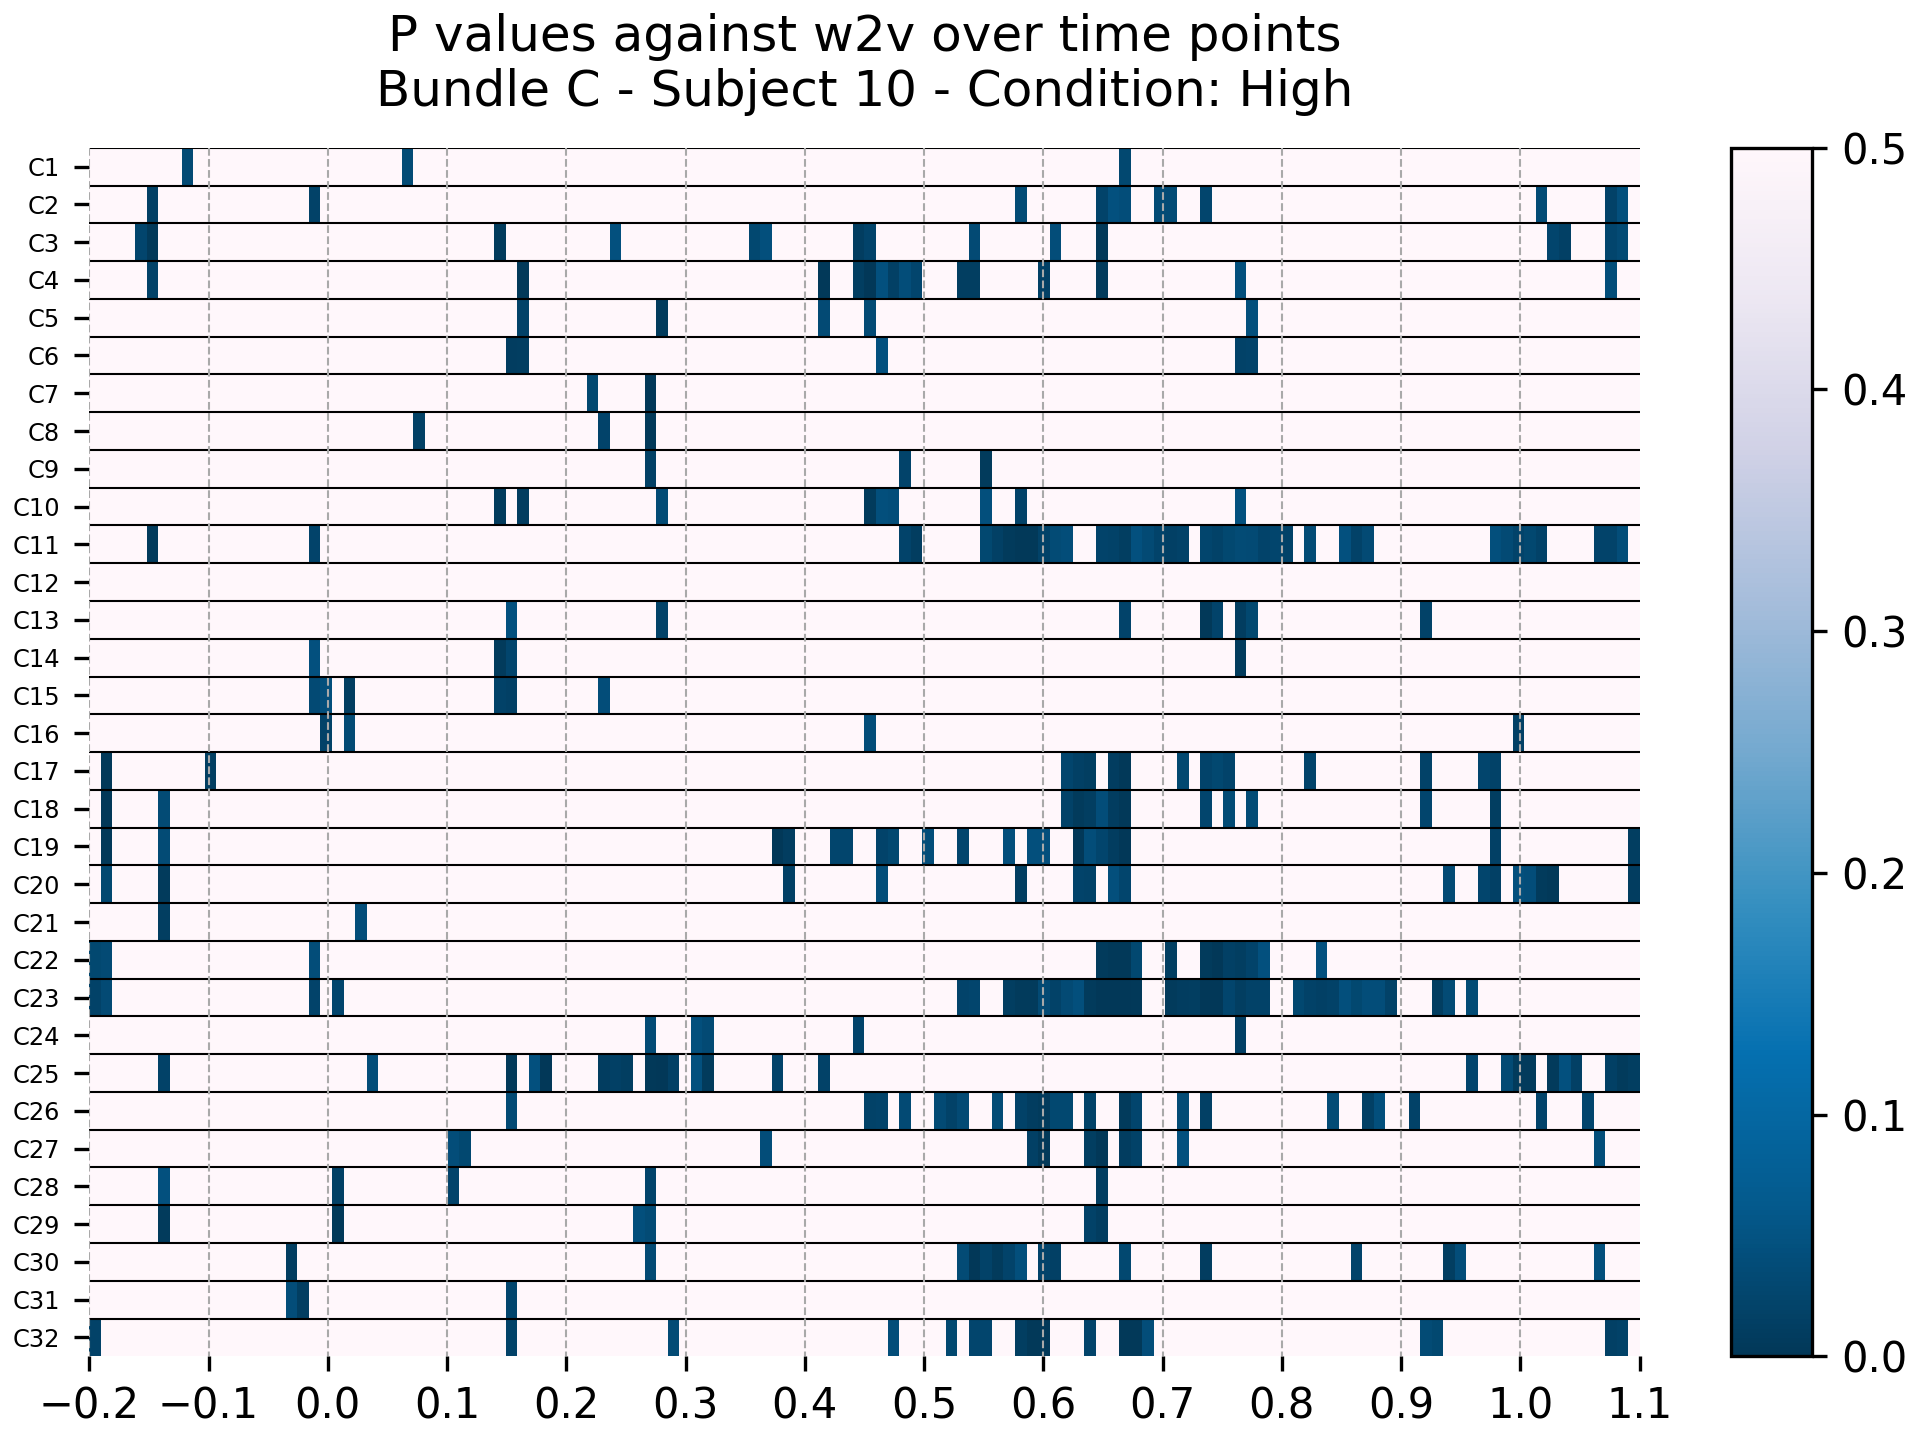 P values against w2v over time points
Bundle C - Subject 10 - Condition: High
C1
C2
C3
C4
C5
C6
C7
C8
C9
C10
C11
C12
C13
C14
C15
C16
C17
C18
C19
C20
C21
C22
C23
C24
C25
C26
C27
C28
C29
C30
C31
C32
−0.2 −0.1 0.0 0.1 0.2 0.3 0.4 0.5 0.6 0.7 0.8 0.9 1.0 1.1
0.5
0.4
0.3
0.2
0.1
0.0